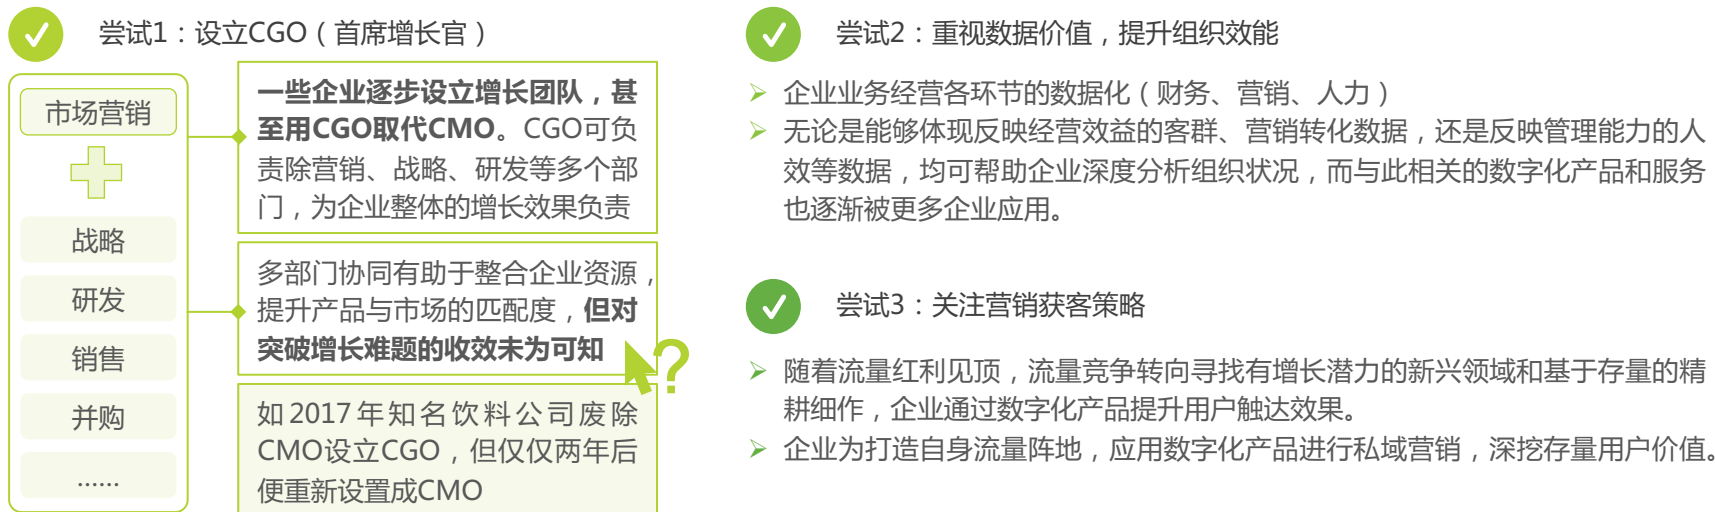 尝试1：设立CGO（首席增长官）
市场营销
战略
研发
销售
并购
……
一些企业逐步设立增长团队，甚
至用CGO取代CMO。CGO可负
责除营销、战略、研发等多个部
门，为企业整体的增长效果负责
多部门协同有助于整合企业资源，
提升产品与市场的匹配度，但对
突破增长难题的收效未为可知
?
如2017年知名饮料公司废除
CMO设立CGO，但仅仅两年后
便重新设置成CMO
尝试2：重视数据价值，提升组织效能
企业业务经营各环节的数据化（财务、营销、人力）
无论是能够体现反映经营效益的客群、营销转化数据，还是反映管理能力的人
效等数据，均可帮助企业深度分析组织状况，而与此相关的数字化产品和服务
也逐渐被更多企业应用。
尝试3：关注营销获客策略
随着流量红利见顶，流量竞争转向寻找有增长潜力的新兴领域和基于存量的精
耕细作，企业通过数字化产品提升用户触达效果。
企业为打造自身流量阵地，应用数字化产品进行私域营销，深挖存量用户价值。